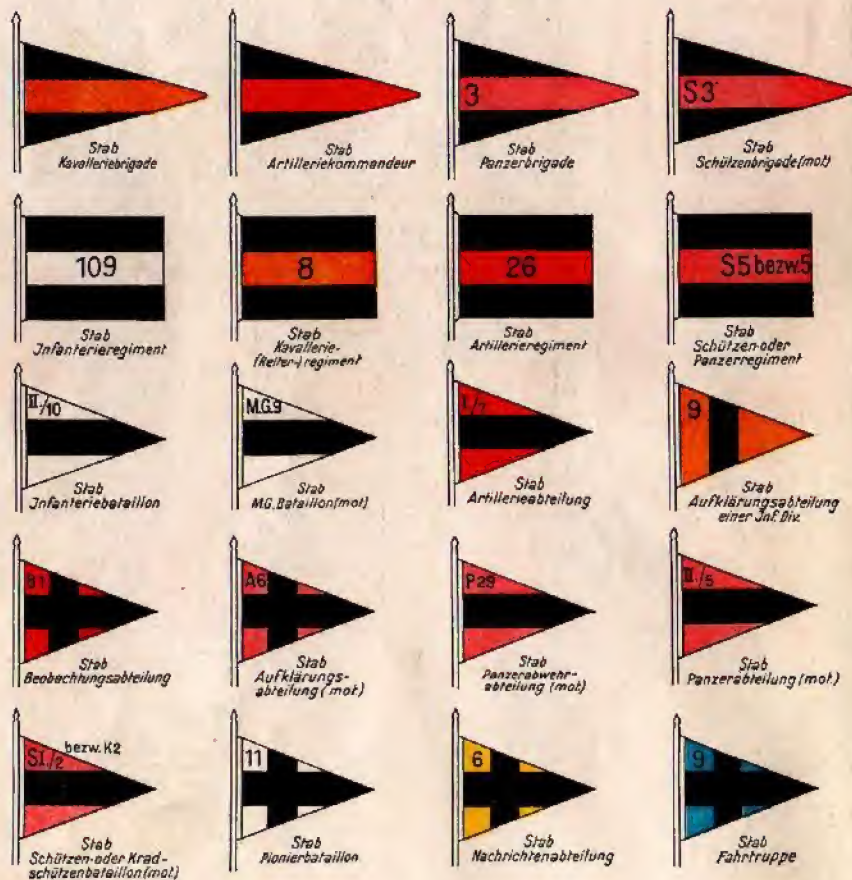 3
S3
Stab
Kavalleriebrigade
Stab
Artilleriekommandeur
Stab
Panzerbrigade
Stab
Schützenbrigade(mot)
109
8
26
S5 bezw.5
Stab
Infanterieregiment
Stab
Kavallerie-
(Reiter-) regiment
Stab
Artillerieregiment
Stab
Schützen-oder
Panzerregiment
II./10
M.G.9
I./7
9
Stab
Infanteriebataillon
Stab
M.G.Bataillon(mot)
Stab
Artillerieabteilung
Stab
Aufklärungsabteilung
einer Inf. Div.
B1
A6
P29
II./5
Stab
Beobachtungsabteilung
Stab
Aufklärungs-
abteilung (mot.)
Stab
Panzerabwehr-
abteilung (mot)
Stab
Panzerabteilung (mot.)
SI./2
bezw. K2
11
6
9
Stab
Schützen-oder Krad-
schützenbataillon(mot)
Stab
Pionierbataillon
Stab
Nachrichtenabteilung
Stab
Fahrtruppe